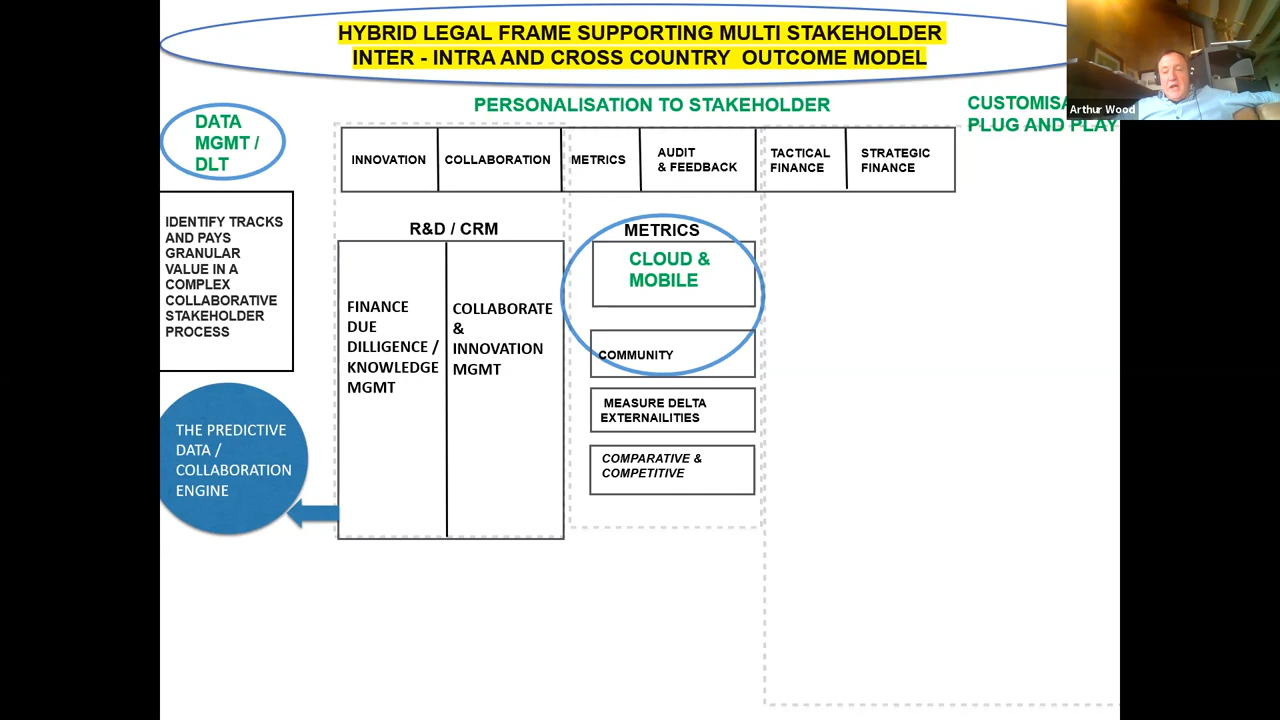 HYBRID LEGAL FRAME SUPPORTING MULTI STAKEHOLDER
INTER - INTRA AND CROSS COUNTRY OUTCOME MODEL
Arthur Wood
PERSONALISATION TO STAKEHOLDER
PLUG AND PLAY
DATA
MGMT /
DLT
INNOVATION
COLLABORATION
METRICS
AUDIT
& FEEDBACK
TACTICAL
FINANCE
STRATEGIC
FINANCE
IDENTIFY TRACKS
AND PAYS
GRANULAR
VALUE IN A
COMPLEX
COLLABORATIVE
STAKEHOLDER
PROCESS
R&D / CRM
FINANCE
DUE
DILLIGENCE /
KNOWLEDGE
MGMT
COLLABORATE
&
INNOVATION
MGMT
METRICS
CLOUD &
MOBILE
COMMUNITY
MEASURE DELTA
EXTERNAILITIES
COMPARATIVE &
COMPETITIVE
THE PREDICTIVE
DATA /
COLLABORATION
ENGINE